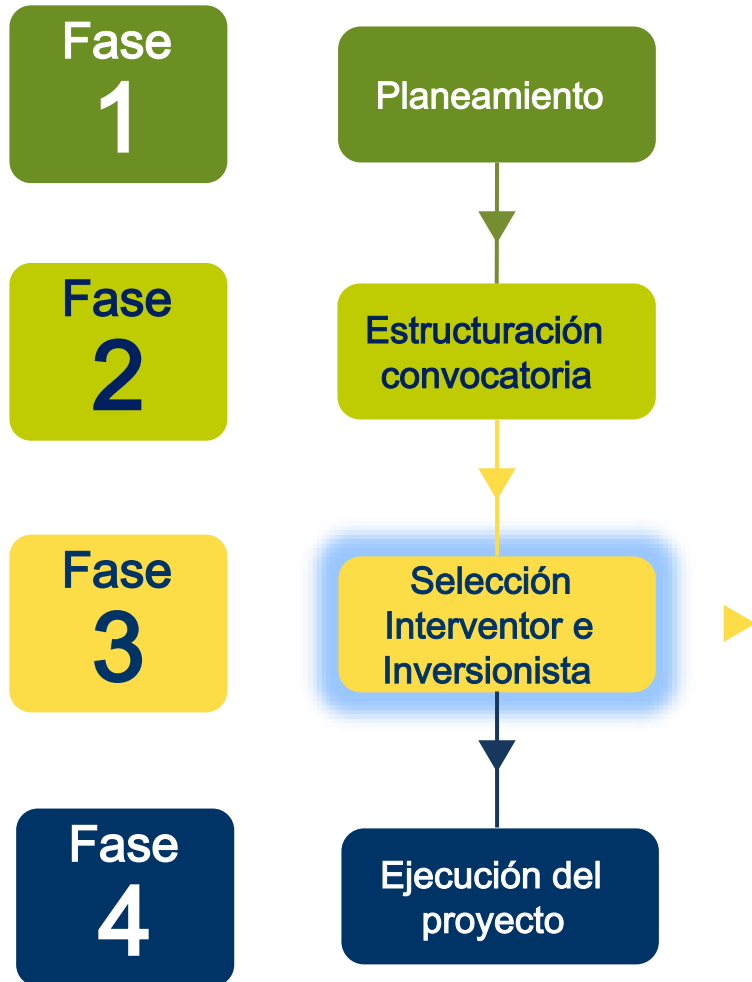 Fase
1
Planeamiento
Fase
2
Estructuración
convocatoria
Fase
3
Selección
Interventor e
Inversionista
Fase
4
Ejecución del
proyecto